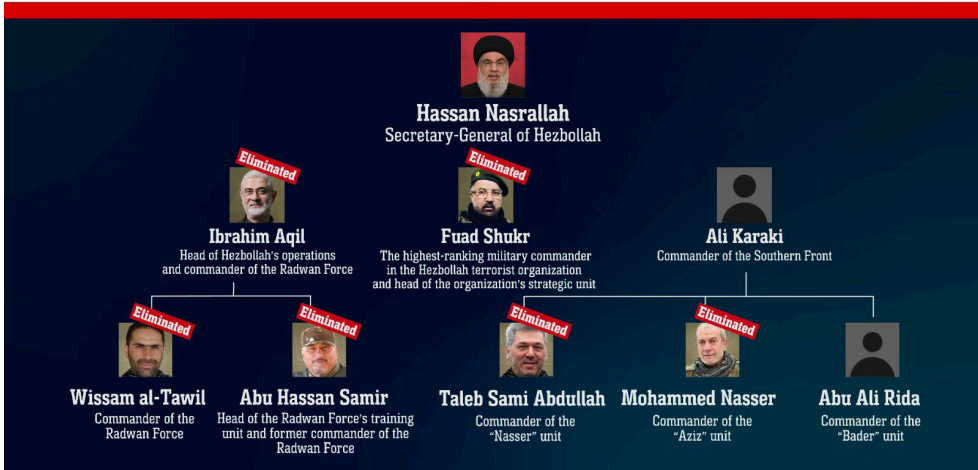 Hassan Nasrallah
Secretary-General of Hezbollah
Eliminated
Ibrahim Aqil
Head of Hezbollah's operations
and commander of the Radwan Force
Eliminated
Fuad Shukr
The highest-ranking military commander
in the Hezbollah terrorist organization
and head of the organization's strategic unit
Ali Karaki
Commander of the Southern Front
Eliminated
Wissam al-Tawil
Commander of the
Radwan Force
Eliminated
Abu Hassan Samir
Head of the Radwan Force's training
unit and former commander of the
Radwan Force
Eliminated
Taleb Sami Abdullah
Commander of the
"Nasser" unit
Eliminated
Mohammed Nasser
Commander of the
"Aziz" unit
Abu Ali Rida
Commander of the
"Bader" unit